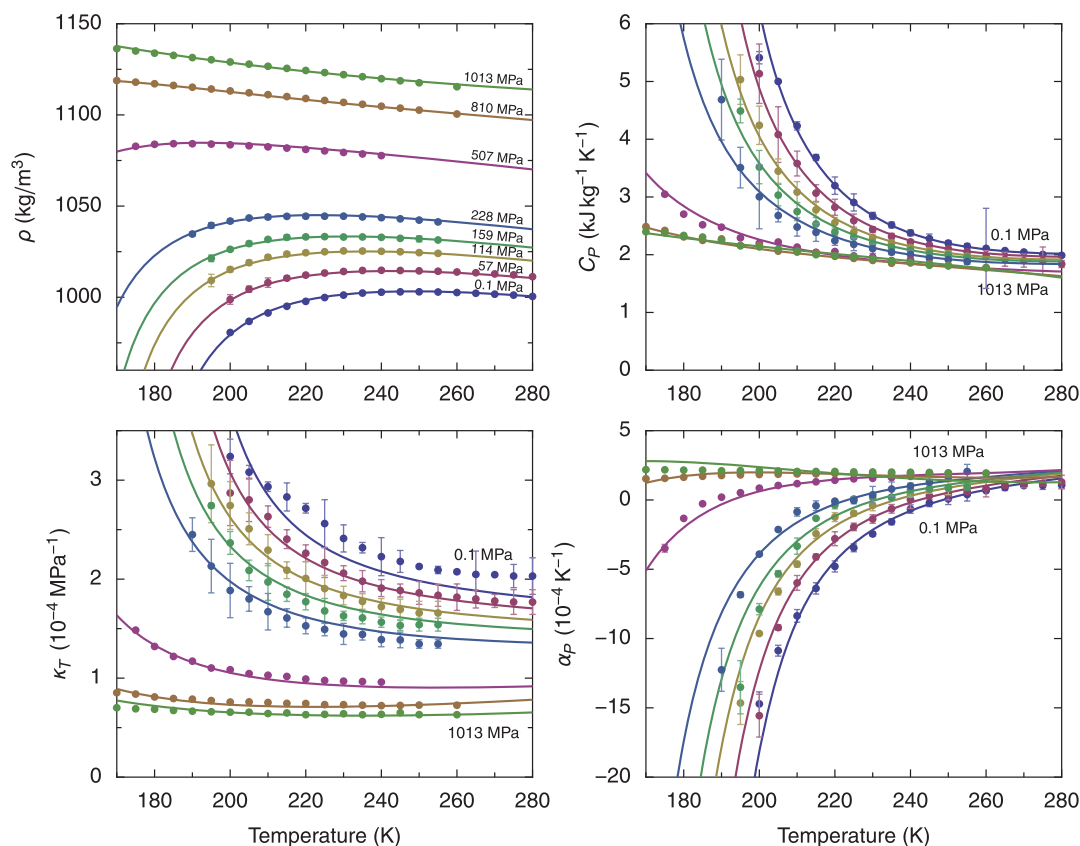 1150
1100
1050
1000
ρ (kg/m³)
1013 MPa
810 MPa
507 MPa
228 MPa
159 MPa
114 MPa
57 MPa
0.1 MPa
180 200 220 240 260 280
6
5
4
3
2
1
0
C_P (kJ kg⁻¹ K⁻¹)
0.1 MPa
1013 MPa
180 200 220 240 260 280
3
2
1
0
κ_T (10⁻⁴ MPa⁻¹)
0.1 MPa
1013 MPa
180 200 220 240 260 280
Temperature (K)
5
0
−5
−10
−15
−20
α_P (10⁻⁴ K⁻¹)
1013 MPa
0.1 MPa
180 200 220 240 260 280
Temperature (K)